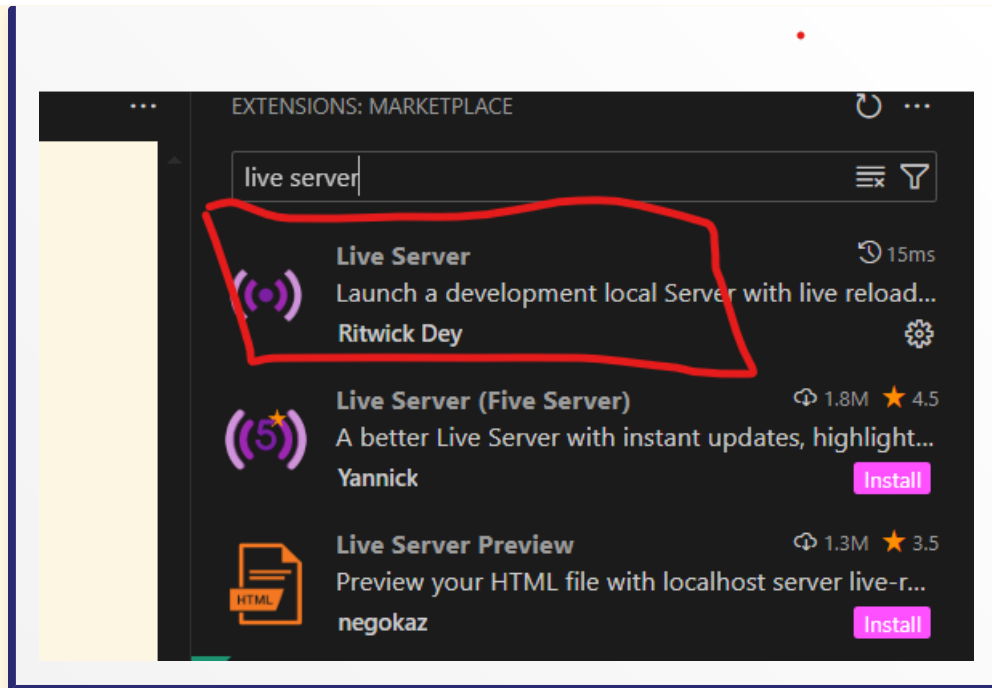 EXTENSIONS: MARKETPLACE
live server
Live Server
15ms
Launch a development local Server with live reload...
Ritwick Dey
Live Server (Five Server)
1.8M
4.5
5
A better Live Server with instant updates, highlight...
Yannick
Install
Live Server Preview
1.3M
3.5
Preview your HTML file with localhost server live-r...
HTML
negokaz
Install